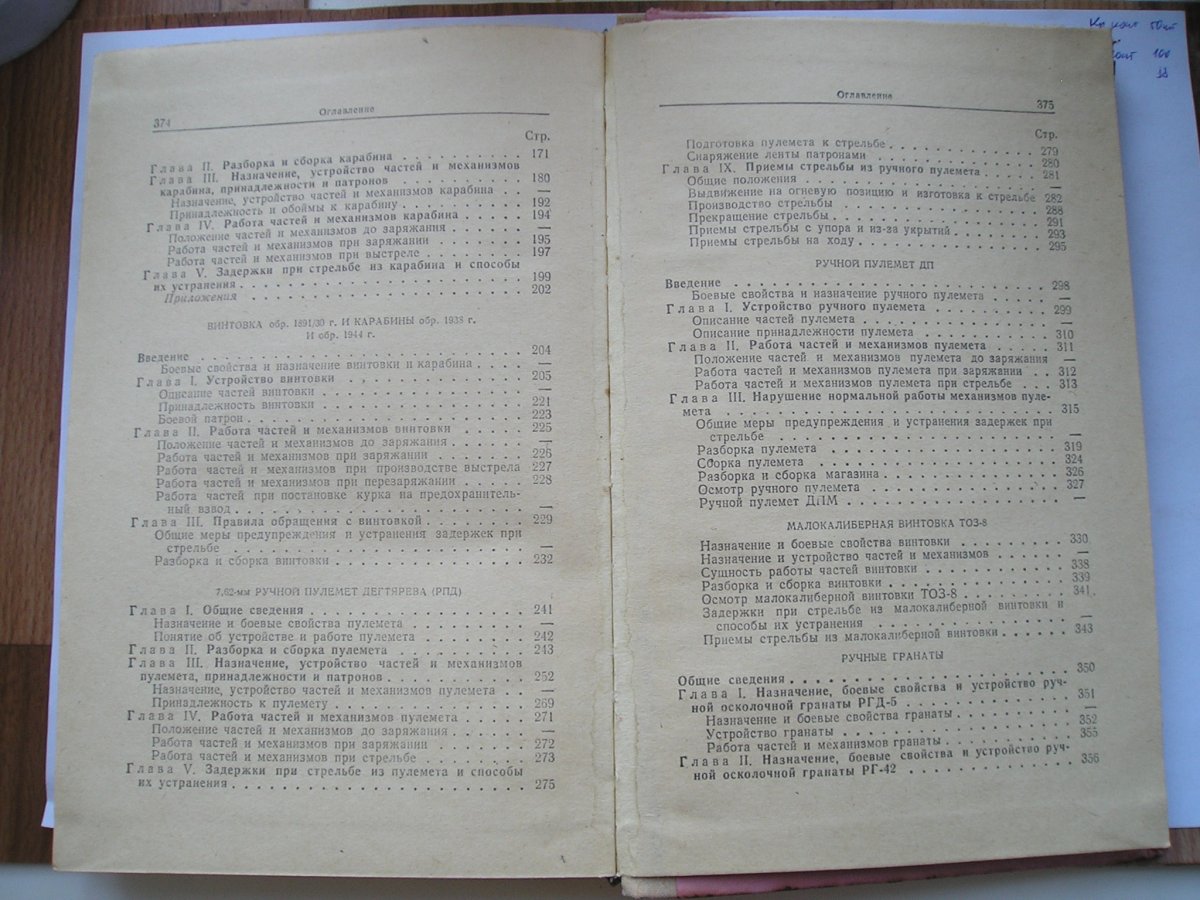 374
Оглавление
Стр.
Глава II. Разборка и сборка карабина . . . 171
Глава III. Назначение, устройство частей и механизмов
карабина, принадлежности и патронов . . . 180
Назначение, устройство частей и механизмов карабина . . —
Принадлежность и обоймы к карабину . . . 192
Глава IV. Работа частей и механизмов карабина . . . 194
Положение частей и механизмов до заряжания . . . —
Работа частей и механизмов при заряжании . . . 195
Работа частей и механизмов при выстреле . . . 197
Глава V. Задержки при стрельбе из карабина и способы
их устранения . . . 199
Приложения . . . 202
ВИНТОВКА обр. 1891/30 г. И КАРАБИНЫ обр. 1938 г.
И обр. 1944 г.
Введение . . . 204
Боевые свойства и назначение винтовки и карабина . . . —
Глава I. Устройство винтовки . . . 205
Описание частей винтовки . . . —
Принадлежность винтовки . . . 221
Боевой патрон . . . 223
Глава II. Работа частей и механизмов винтовки . . . 225
Положение частей и механизмов до заряжания . . . —
Работа частей и механизмов при заряжании . . . 226
Работа частей и механизмов при производстве выстрела 227
Работа частей и механизмов при перезаряжании . . . 228
Работа частей при постановке курка на предохранитель-
ный взвод . . . —
Глава III. Правила обращения с винтовкой . . . 229
Общие меры предупреждения и устранения задержек при
стрельбе . . . —
Разборка и сборка винтовки . . . 232
7,62-мм РУЧНОЙ ПУЛЕМЕТ ДЕГТЯРЕВА (РПД)
Глава I. Общие сведения . . . 241
Назначение и боевые свойства пулемета . . . —
Понятие об устройстве и работе пулемета . . . 242
Глава II. Разборка и сборка пулемета . . . 243
Глава III. Назначение, устройство частей и механизмов
пулемета, принадлежности и патронов . . . 252
Назначение, устройство частей и механизмов пулемета . . —
Принадлежность к пулемету . . . 269
Глава IV. Работа частей и механизмов пулемета . . . 271
Положение частей и механизмов до заряжания . . . —
Работа частей и механизмов при заряжании . . . 272
Работа частей и механизмов при стрельбе . . . 273
Глава V. Задержки при стрельбе из пулемета и способы
их устранения . . . 275
Оглавление
375
Стр.
Подготовка пулемета к стрельбе . . . 279
Снаряжение ленты патронами . . . 280
Глава IX. Приемы стрельбы из ручного пулемета . . . 281
Общие положения . . . —
Выдвижение на огневую позицию и изготовка к стрельбе 282
Производство стрельбы . . . 288
Прекращение стрельбы . . . 291
Приемы стрельбы с упора и из-за укрытий . . . 293
Приемы стрельбы на ходу . . . 295
РУЧНОЙ ПУЛЕМЕТ ДП
Введение . . . 298
Боевые свойства и назначение ручного пулемета . . . —
Глава I. Устройство ручного пулемета . . . 299
Описание частей пулемета . . . —
Описание принадлежности пулемета . . . 310
Глава II. Работа частей и механизмов пулемета . . . 311
Положение частей и механизмов пулемета до заряжания —
Работа частей и механизмов пулемета при заряжании . . 312
Работа частей и механизмов пулемета при стрельбе . . 313
Глава III. Нарушение нормальной работы механизмов пуле-
мета . . . 315
Общие меры предупреждения и устранения задержек при
стрельбе . . . —
Разборка пулемета . . . 319
Сборка пулемета . . . 324
Разборка и сборка магазина . . . 326
Осмотр ручного пулемета . . . 327
Ручной пулемет ДПМ . . . —
МАЛОКАЛИБЕРНАЯ ВИНТОВКА ТОЗ-8
Назначение и боевые свойства винтовки . . . 330
Назначение и устройство частей и механизмов . . . —
Сущность работы частей винтовки . . . 338
Разборка и сборка винтовки . . . 339
Осмотр малокалиберной винтовки ТОЗ-8 . . . 341
Задержки при стрельбе из малокалиберной винтовки и
способы их устранения . . . —
Приемы стрельбы из малокалиберной винтовки . . . 343
РУЧНЫЕ ГРАНАТЫ
Общие сведения . . . 350
Глава I. Назначение, боевые свойства и устройство руч-
ной осколочной гранаты РГД-5 . . . 351
Назначение и боевые свойства гранаты . . . —
Устройство гранаты . . . 352
Работа частей и механизмов гранаты . . . 355
Глава II. Назначение, боевые свойства и устройство руч-
ной осколочной гранаты РГ-42 . . . 356